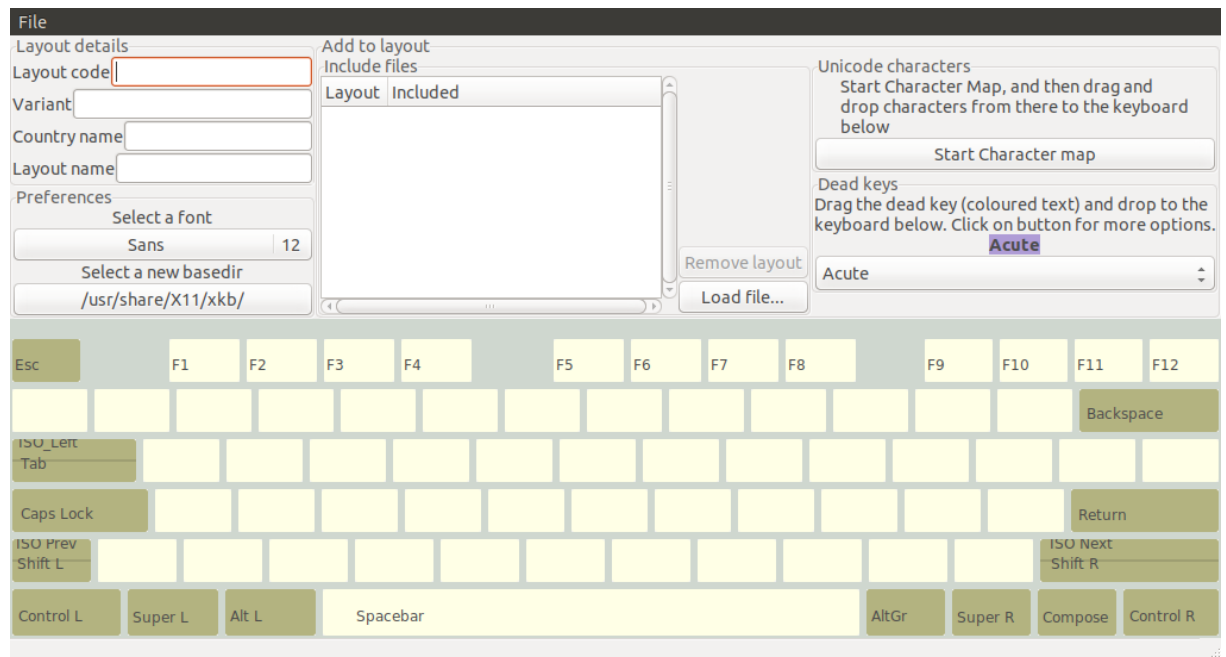 File
Layout details
Layout code
Variant
Country name
Layout name
Preferences
Select a font
Sans 12
Select a new basedir
/usr/share/X11/xkb/
Add to layout
Include files
Layout Included
Remove layout
Load file...
Unicode characters
Start Character Map, and then drag and
drop characters from there to the keyboard
below
Start Character map
Dead keys
Drag the dead key (coloured text) and drop to the
keyboard below. Click on button for more options.
Acute
Acute
Esc F1 F2 F3 F4 F5 F6 F7 F8 F9 F10 F11 F12
Backspace
ISO_Left
Tab
Caps Lock Return
ISO Prev ISO Next
Shift L Shift R
Control L Super L Alt L Spacebar AltGr Super R Compose Control R